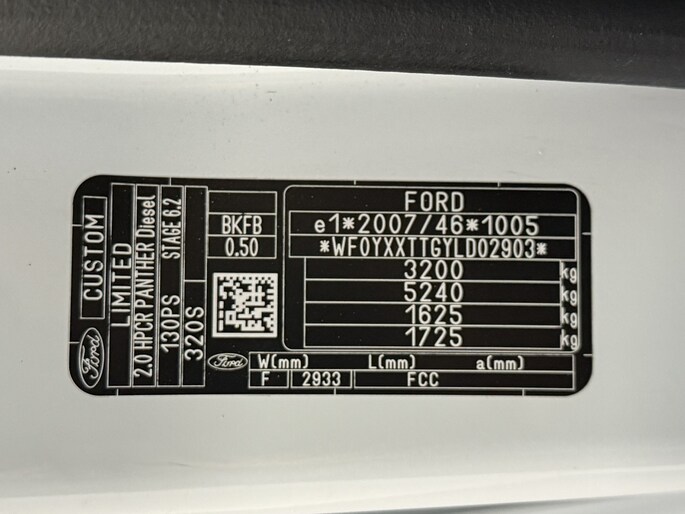 CUSTOM
LIMITED
2.0 HPCR PANTHER Diesel
130PS STAGE 6.2
320S
Ford
BKFB
0.50
FORD
e1*2007/46*1005
*WF0YXXTTGYLD02903*
3200 kg
5240 kg
1625 kg
1725 kg
Ford
W(mm) L(mm) a(mm)
F 2933 FCC